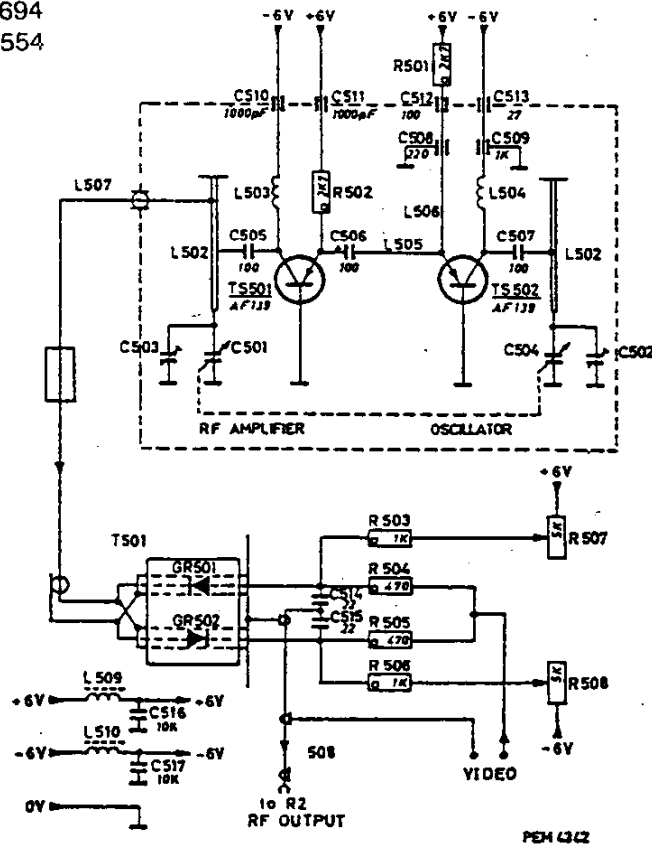 694
554
-6V +6V +6V -6V
R501 2K7
C510 1000pF C511 1000pF C512 100 C513 27
C508 220 C509 1K
L507
L503 2K7 R502 L504
L506
C505 100 C506 100 L505 C507 100
L502 L502
TS501 AF139 TS502 AF139
C503 C501 C504 C502
RF AMPLIFIER OSCILLATOR
+6V
T501 R503 1K 5K R507
GR501 R504 470
C514 22
GR502 C515 22 R505 470
R506 1K 5K R508
L509
+6V +6V
C516 10K
L510
-6V -6V -6V
C517 10K
508 VIDEO
0V
to R2
RF OUTPUT
PEM 4342